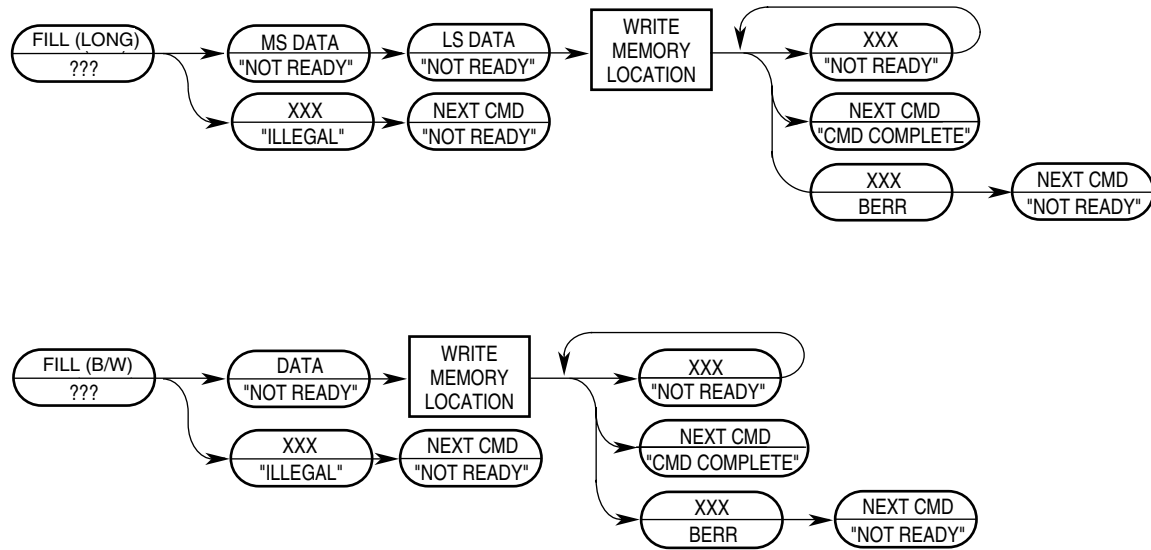 FILL (LONG)
???
MS DATA
"NOT READY"
LS DATA
"NOT READY"
WRITE
MEMORY
LOCATION
XXX
"NOT READY"
XXX
"ILLEGAL"
NEXT CMD
"NOT READY"
NEXT CMD
"CMD COMPLETE"
XXX
BERR
NEXT CMD
"NOT READY"
FILL (B/W)
???
DATA
"NOT READY"
WRITE
MEMORY
LOCATION
XXX
"NOT READY"
XXX
"ILLEGAL"
NEXT CMD
"NOT READY"
NEXT CMD
"CMD COMPLETE"
XXX
BERR
NEXT CMD
"NOT READY"